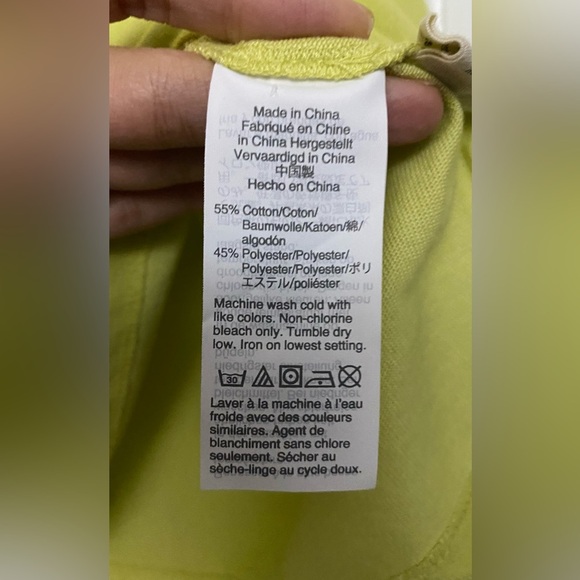 Made in China
Fabriqué en Chine
in China Hergestellt
Vervaardigd in China
中国製
Hecho en China
55% Cotton/Coton/
Baumwolle/Katoen/綿/
algodón
45% Polyester/Polyester/
Polyester/Polyester/ポリ
エステル/poliéster
Machine wash cold with
like colors. Non-chlorine
bleach only. Tumble dry
low. Iron on lowest setting.
30
Laver à la machine à l'eau
froide avec des couleurs
similaires. Agent de
blanchiment sans chlore
seulement. Sécher au
sèche-linge au cycle doux.